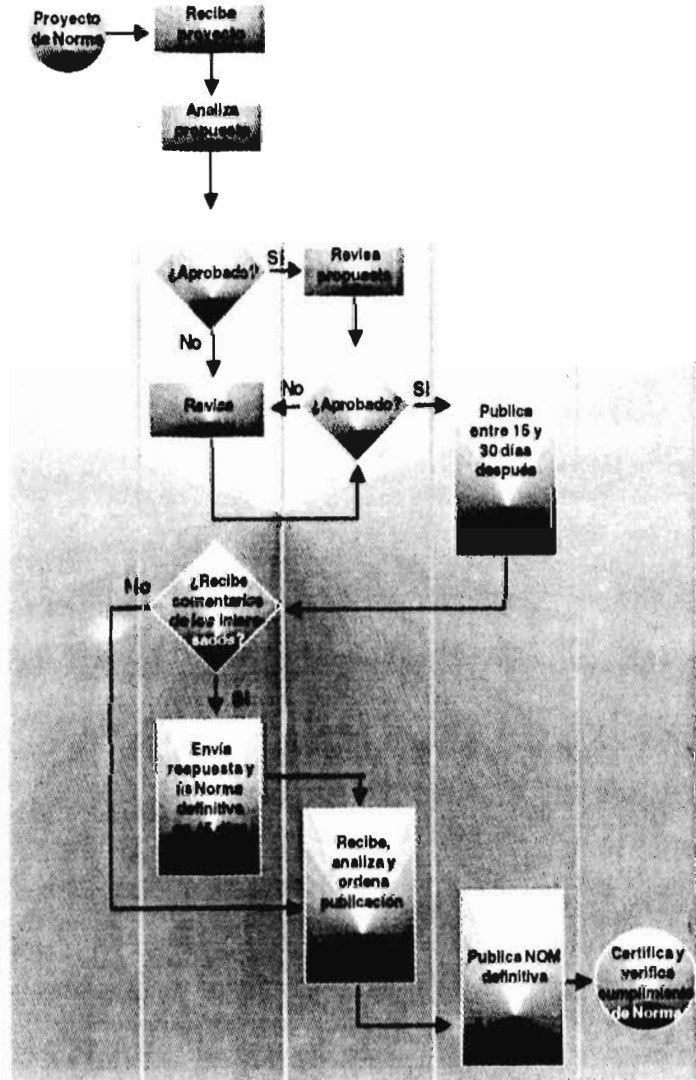 Proyecto
de Norma
Recibe
proyecto
Analiza
propuesta
¿Aprobado?
Sí
Revisa
propuesta
No
Revisa
No
¿Aprobado?
Sí
Publica
entre 15 y
30 días
después
No
¿Recibe
comentarios
de los intere-
sados?
Sí
Envía
respuesta y
la Norma
definitiva
Recibe,
analiza y
ordena
publicación
Publica NOM
definitiva
Certifica y
verifica
cumplimiento
de Norma